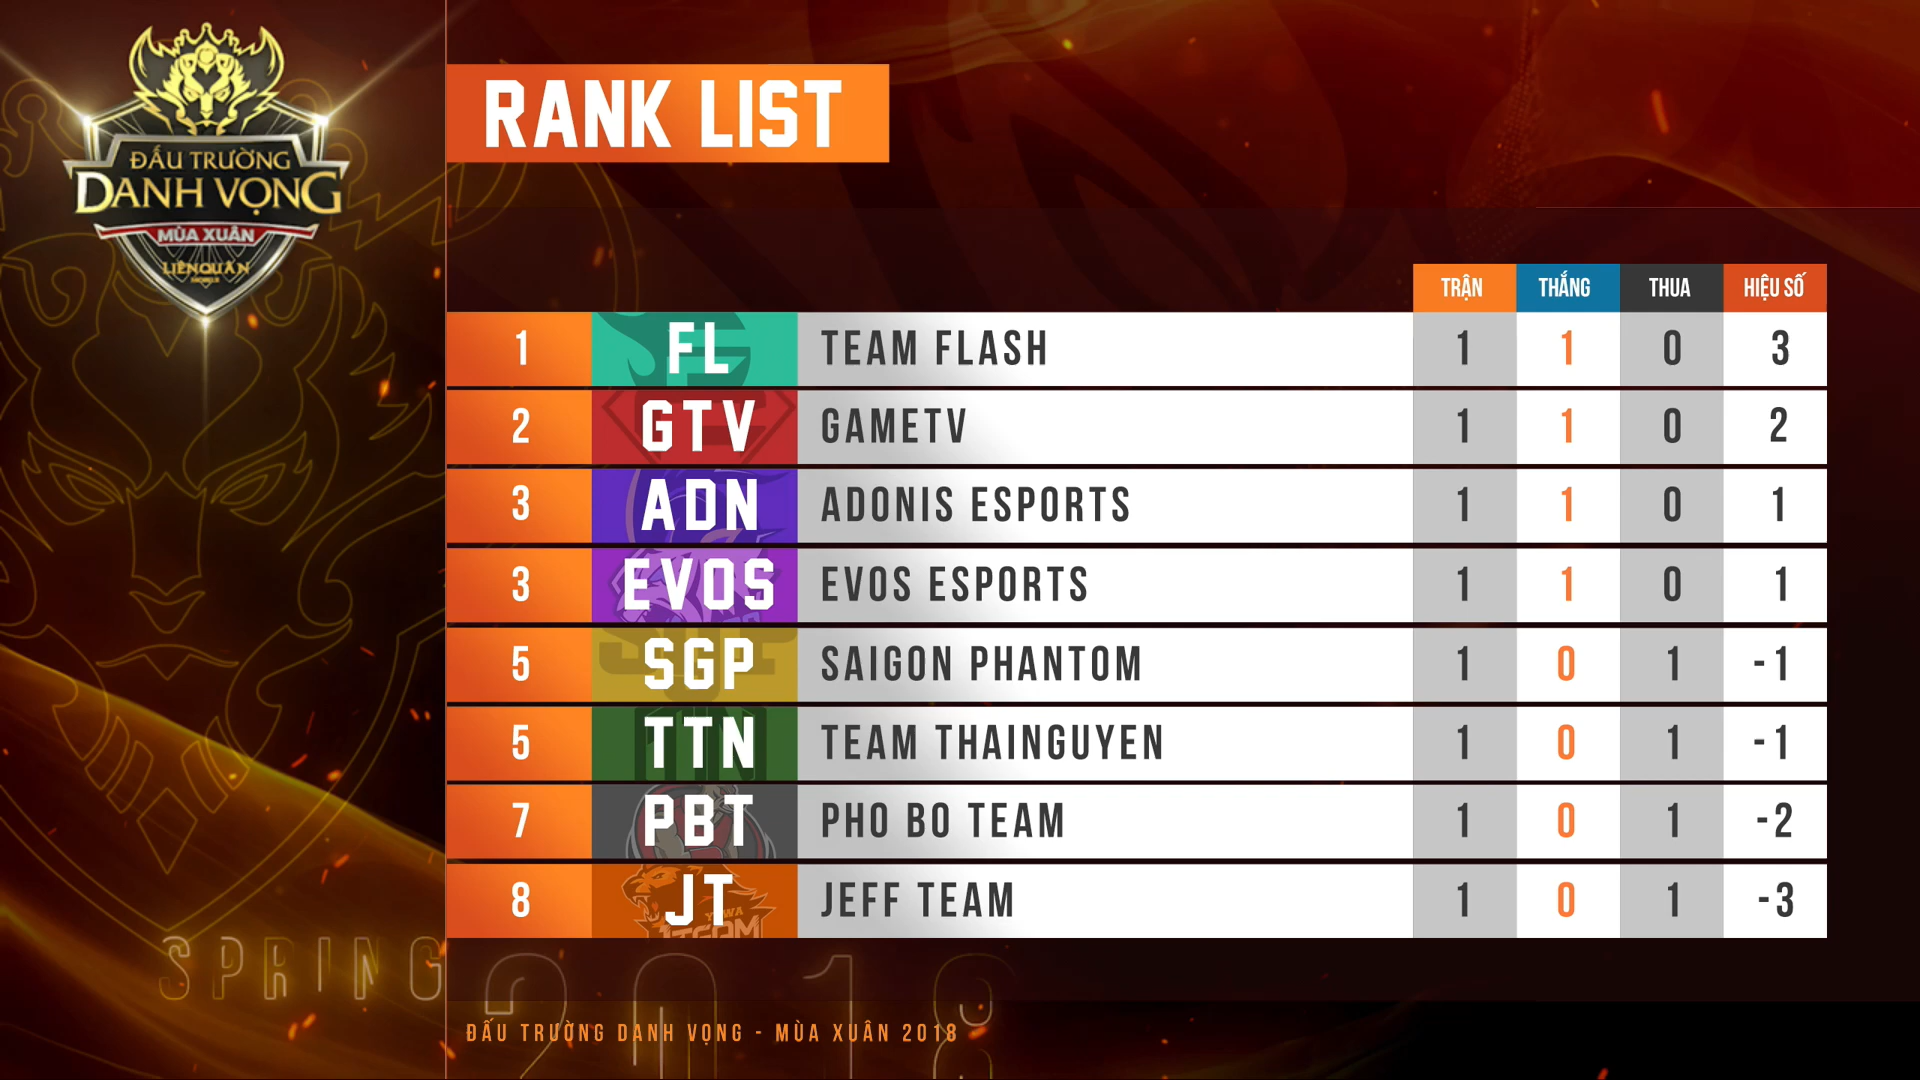 ĐẤU TRƯỜNG
DANH VỌNG
MÙA XUÂN
LIÊN QUÂN
MOBILE
RANK LIST
TRẬN THẮNG THUA HIỆU SỐ
1 FL TEAM FLASH 1 1 0 3
2 GTV GAMETV 1 1 0 2
3 ADN ADONIS ESPORTS 1 1 0 1
3 EVOS EVOS ESPORTS 1 1 0 1
5 SGP SAIGON PHANTOM 1 0 1 -1
5 TTN TEAM THAINGUYEN 1 0 1 -1
7 PBT PHO BO TEAM 1 0 1 -2
8 JT JEFF TEAM 1 0 1 -3
SPRING 2018
ĐẤU TRƯỜNG DANH VỌNG - MÙA XUÂN 2018